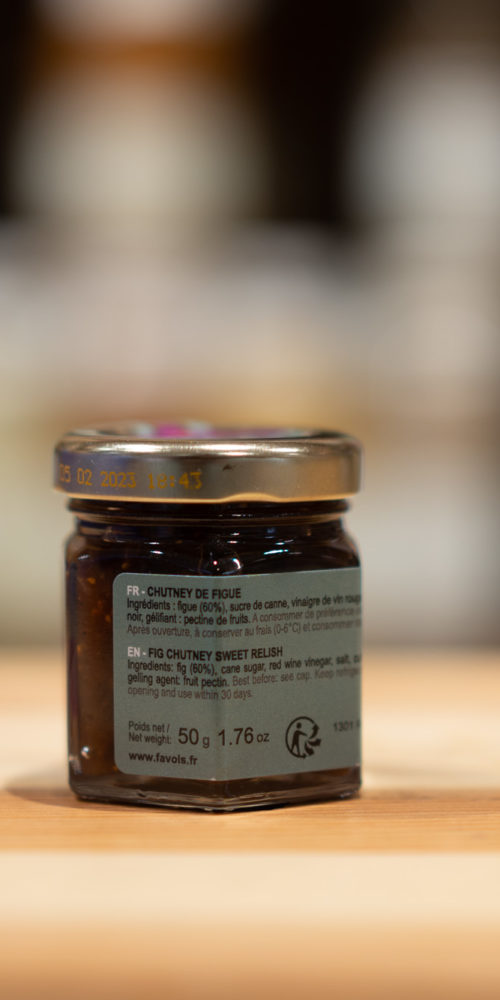 05 02 2023 18:43
FR - CHUTNEY DE FIGUE
Ingrédients : figue (60%), sucre de canne, vinaigre de vin rouge
noir, gélifiant : pectine de fruits. A consommer de préférence
Après ouverture, à conserver au frais (0-6°C) et consommer
EN - FIG CHUTNEY SWEET RELISH
Ingredients: fig (60%), cane sugar, red wine vinegar, salt,
gelling agent: fruit pectin. Best before: see cap. Keep
opening and use within 30 days.
Poids net /
Net weight: 50 g 1.76 oz
1301
www.favols.fr